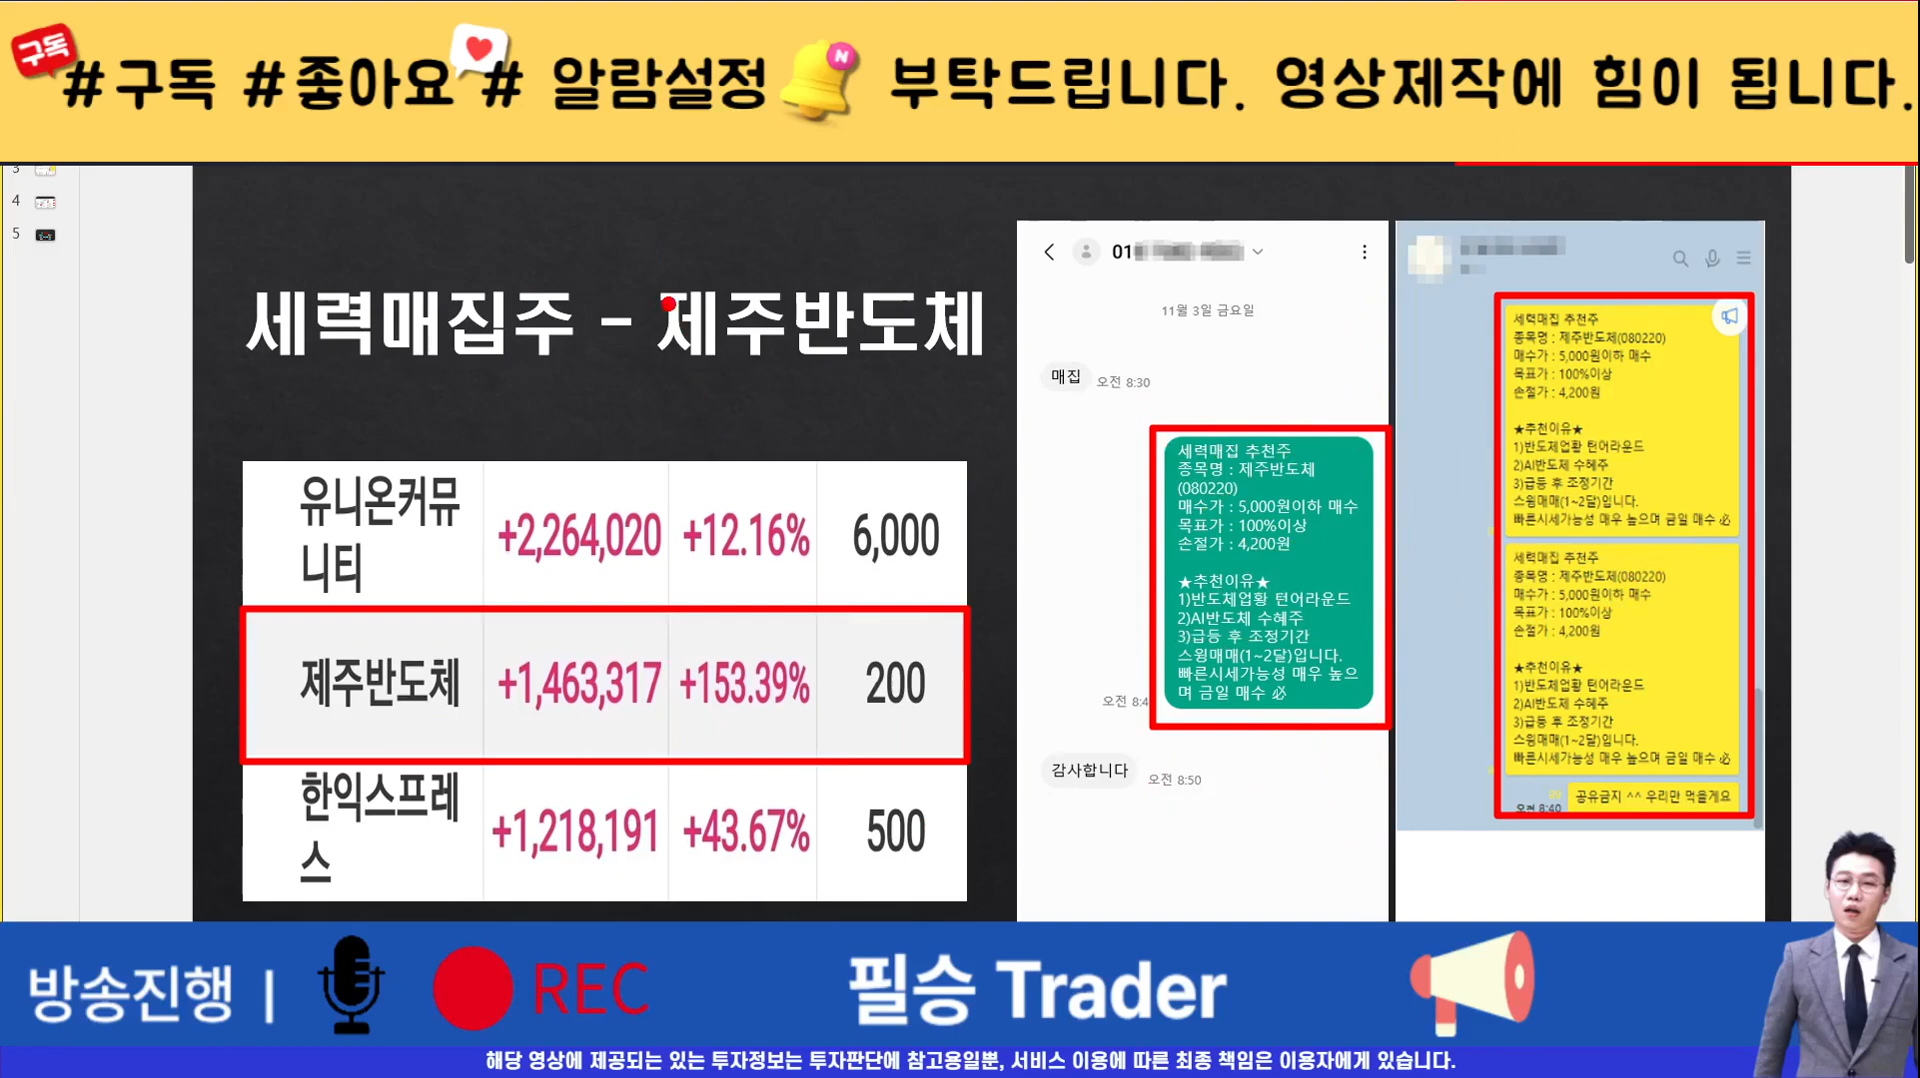 구독
#구독 #좋아요 # 알람설정 N 부탁드립니다. 영상제작에 힘이 됩니다.
3
4
5
세력매집주 - 제주반도체
유니온커뮤니티 +2,264,020 +12.16% 6,000
제주반도체 +1,463,317 +153.39% 200
한익스프레스 +1,218,191 +43.67% 500
01
11월 3일 금요일
매집 오전 8:30
세력매집 추천주
종목명 : 제주반도체
(080220)
매수가 : 5,000원이하 매수
목표가 : 100%이상
손절가 : 4,200원
★추천이유★
1)반도체업황 턴어라운드
2)AI반도체 수혜주
3)급등 후 조정기간
스윙매매(1~2달)입니다.
빠른시세가능성 매우 높으
며 금일 매수 必
오전 8:4
감사합니다 오전 8:50
세력매집 추천주
종목명 : 제주반도체(080220)
매수가 : 5,000원이하 매수
목표가 : 100%이상
손절가 : 4,200원
★추천이유★
1)반도체업황 턴어라운드
2)AI반도체 수혜주
3)급등 후 조정기간
스윙매매(1~2달)입니다.
빠른시세가능성 매우 높으며 금일 매수 必
세력매집 추천주
종목명 : 제주반도체(080220)
매수가 : 5,000원이하 매수
목표가 : 100%이상
손절가 : 4,200원
★추천이유★
1)반도체업황 턴어라운드
2)AI반도체 수혜주
3)급등 후 조정기간
스윙매매(1~2달)입니다.
빠른시세가능성 매우 높으며 금일 매수 必
오전 8:40 공유금지 ^^ 우리만 먹을게요
방송진행 | REC 필승 Trader
해당 영상에 제공되는 있는 투자정보는 투자판단에 참고용일뿐, 서비스 이용에 따른 최종 책임은 이용자에게 있습니다.